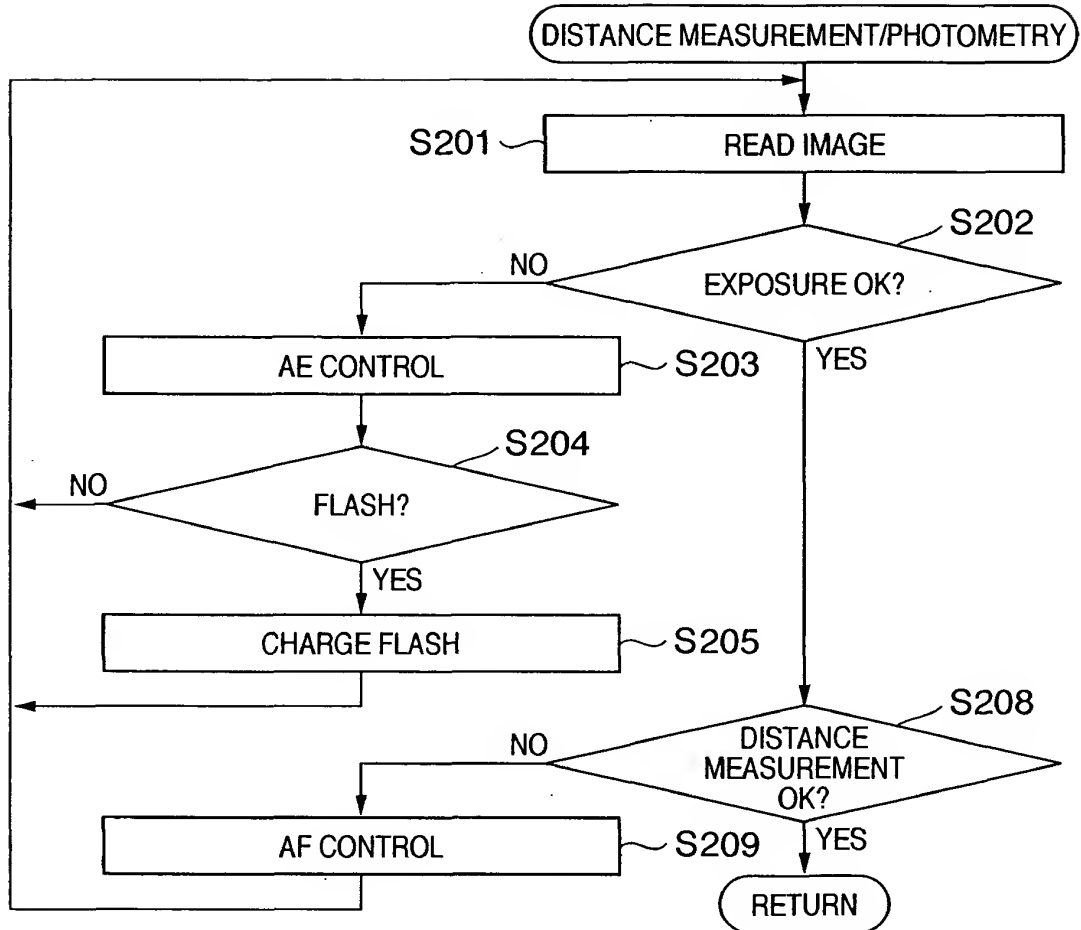 DISTANCE MEASUREMENT/PHOTOMETRY
S201
READ IMAGE
S202
NO
EXPOSURE OK?
YES
AE CONTROL
S203
S204
NO
FLASH?
YES
CHARGE FLASH
S205
S208
NO
DISTANCE
MEASUREMENT
OK?
YES
AF CONTROL
S209
RETURN